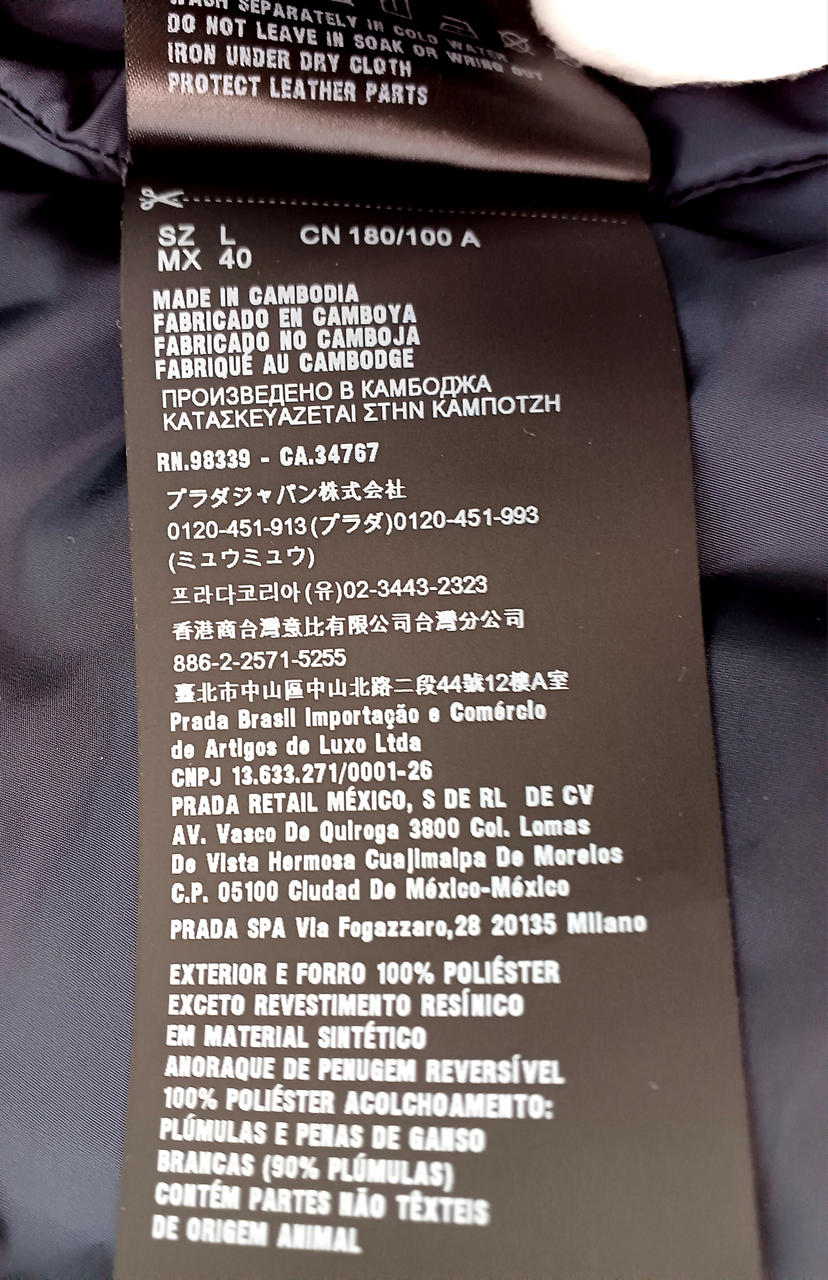 WASH SEPARATELY IN COLD WATER
DO NOT LEAVE IN SOAK OR WRING OUT
IRON UNDER DRY CLOTH
PROTECT LEATHER PARTS
SZ L CN 180/100 A
MX 40
MADE IN CAMBODIA
FABRICADO EN CAMBOYA
FABRICADO NO CAMBOJA
FABRIQUÉ AU CAMBODGE
ПРОИЗВЕДЕНО В КАМБОДЖА
ΚΑΤΑΣΚΕΥΑΖΕΤΑΙ ΣΤΗΝ ΚΑΜΠΟΤΖΗ
RN.98339 - CA.34767
プラダジャパン株式会社
0120-451-913(プラダ)0120-451-993
(ミュウミュウ)
프라다코리아(유)02-3443-2323
香港商台灣意比有限公司台灣分公司
886-2-2571-5255
臺北市中山區中山北路二段44號12樓A室
Prada Brasil Importação e Comércio
de Artigos de Luxo Ltda
CNPJ 13.633.271/0001-26
PRADA RETAIL MÉXICO, S DE RL DE CV
AV. Vasco De Quiroga 3800 Col. Lomas
De Vista Hermosa Cuajimalpa De Morelos
C.P. 05100 Ciudad De México-México
PRADA SPA Via Fogazzaro,28 20135 Milano
EXTERIOR E FORRO 100% POLIÉSTER
EXCETO REVESTIMENTO RESÍNICO
EM MATERIAL SINTÉTICO
ANORAQUE DE PENUGEM REVERSÍVEL
100% POLIÉSTER ACOLCHOAMENTO:
PLÚMULAS E PENAS DE GANSO
BRANCAS (90% PLÚMULAS)
CONTÉM PARTES NÃO TÊXTEIS
DE ORIGEM ANIMAL